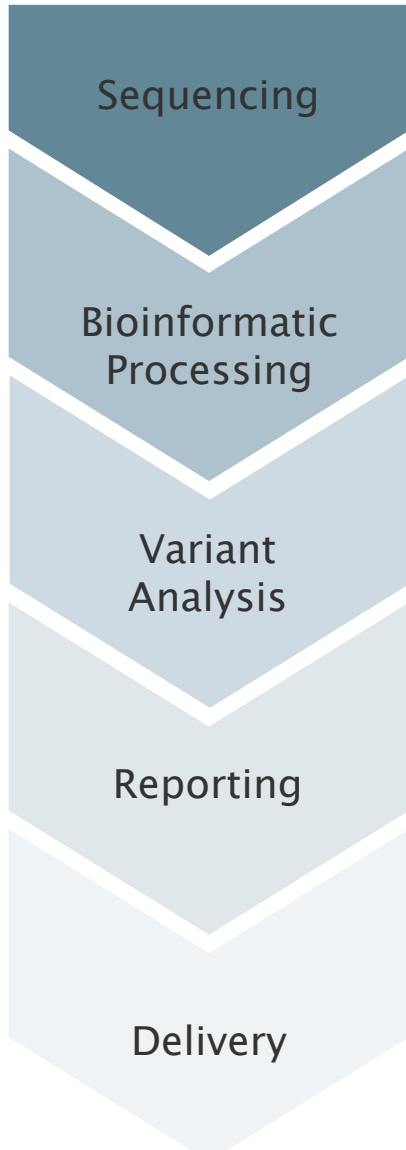 Sequencing
Bioinformatic
Processing
Variant
Analysis
Reporting
Delivery